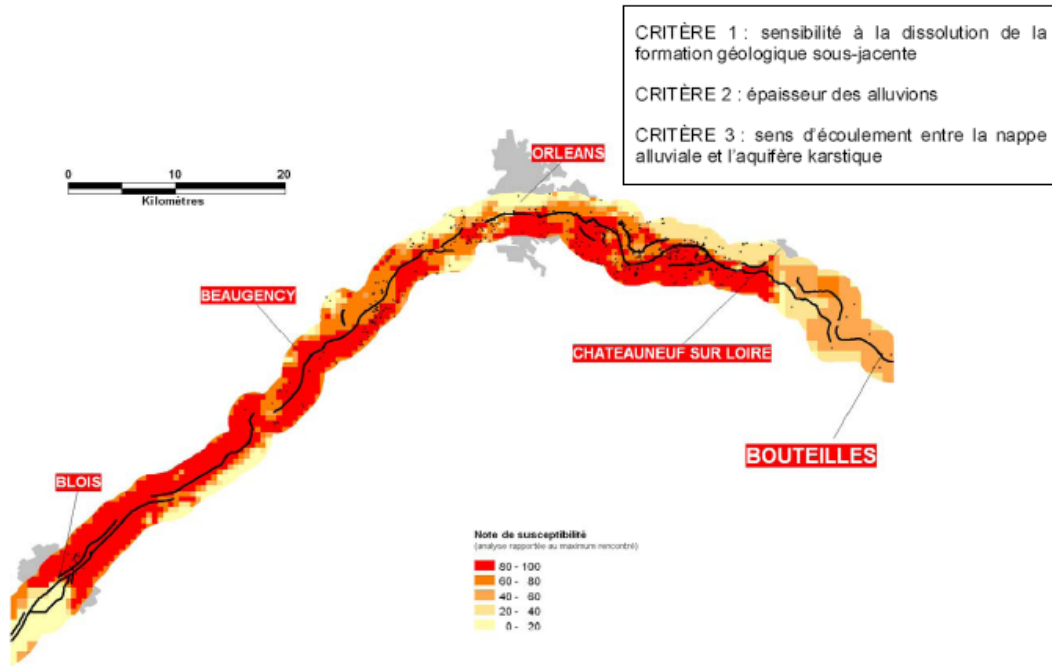 CRITÈRE 1 : sensibilité à la dissolution de la
formation géologique sous-jacente
CRITÈRE 2 : épaisseur des alluvions
CRITÈRE 3 : sens d'écoulement entre la nappe
alluviale et l'aquifère karstique
ORLEANS
0 10 20
Kilométres
BEAUGENCY
CHATEAUNEUF SUR LOIRE
BOUTEILLES
BLOIS
Note de susceptibilité
(analyse rapportée au maximum rencontré)
80 - 100
60 - 80
40 - 60
20 - 40
0 - 20